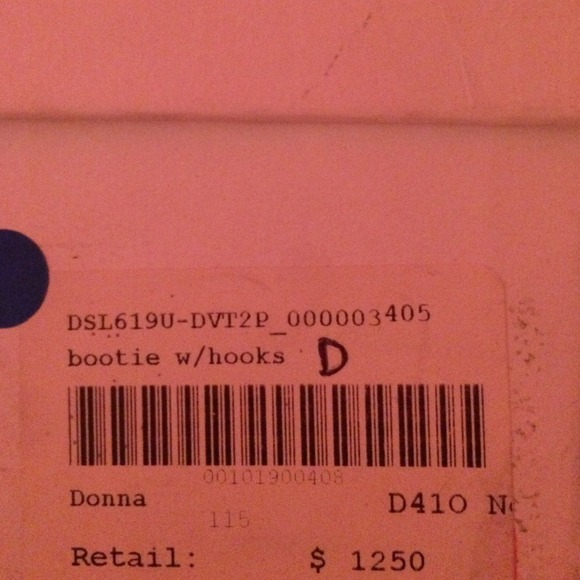 DSL619U-DVT2P_000003405
bootie w/hooks D
00101900408
Donna D410
115
Retail: $ 1250